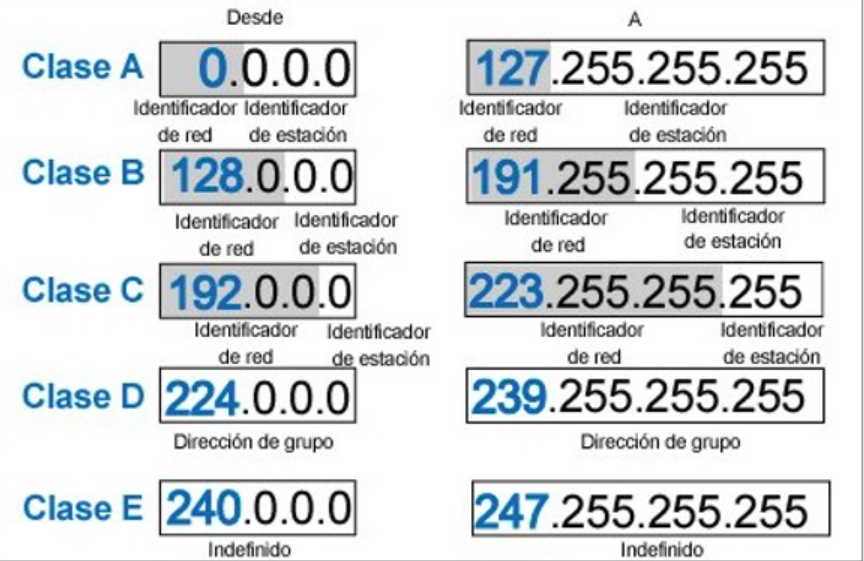 Desde A
Clase A 0.0.0.0 127.255.255.255
Identificador Identificador Identificador Identificador
de red de estación de red de estación
Clase B 128.0.0.0 191.255.255.255
Identificador Identificador Identificador Identificador
de red de estación de red de estación
Clase C 192.0.0.0 223.255.255.255
Identificador Identificador Identificador Identificador
de red de estación de red de estación
Clase D 224.0.0.0 239.255.255.255
Dirección de grupo Dirección de grupo
Clase E 240.0.0.0 247.255.255.255
Indefinido Indefinido